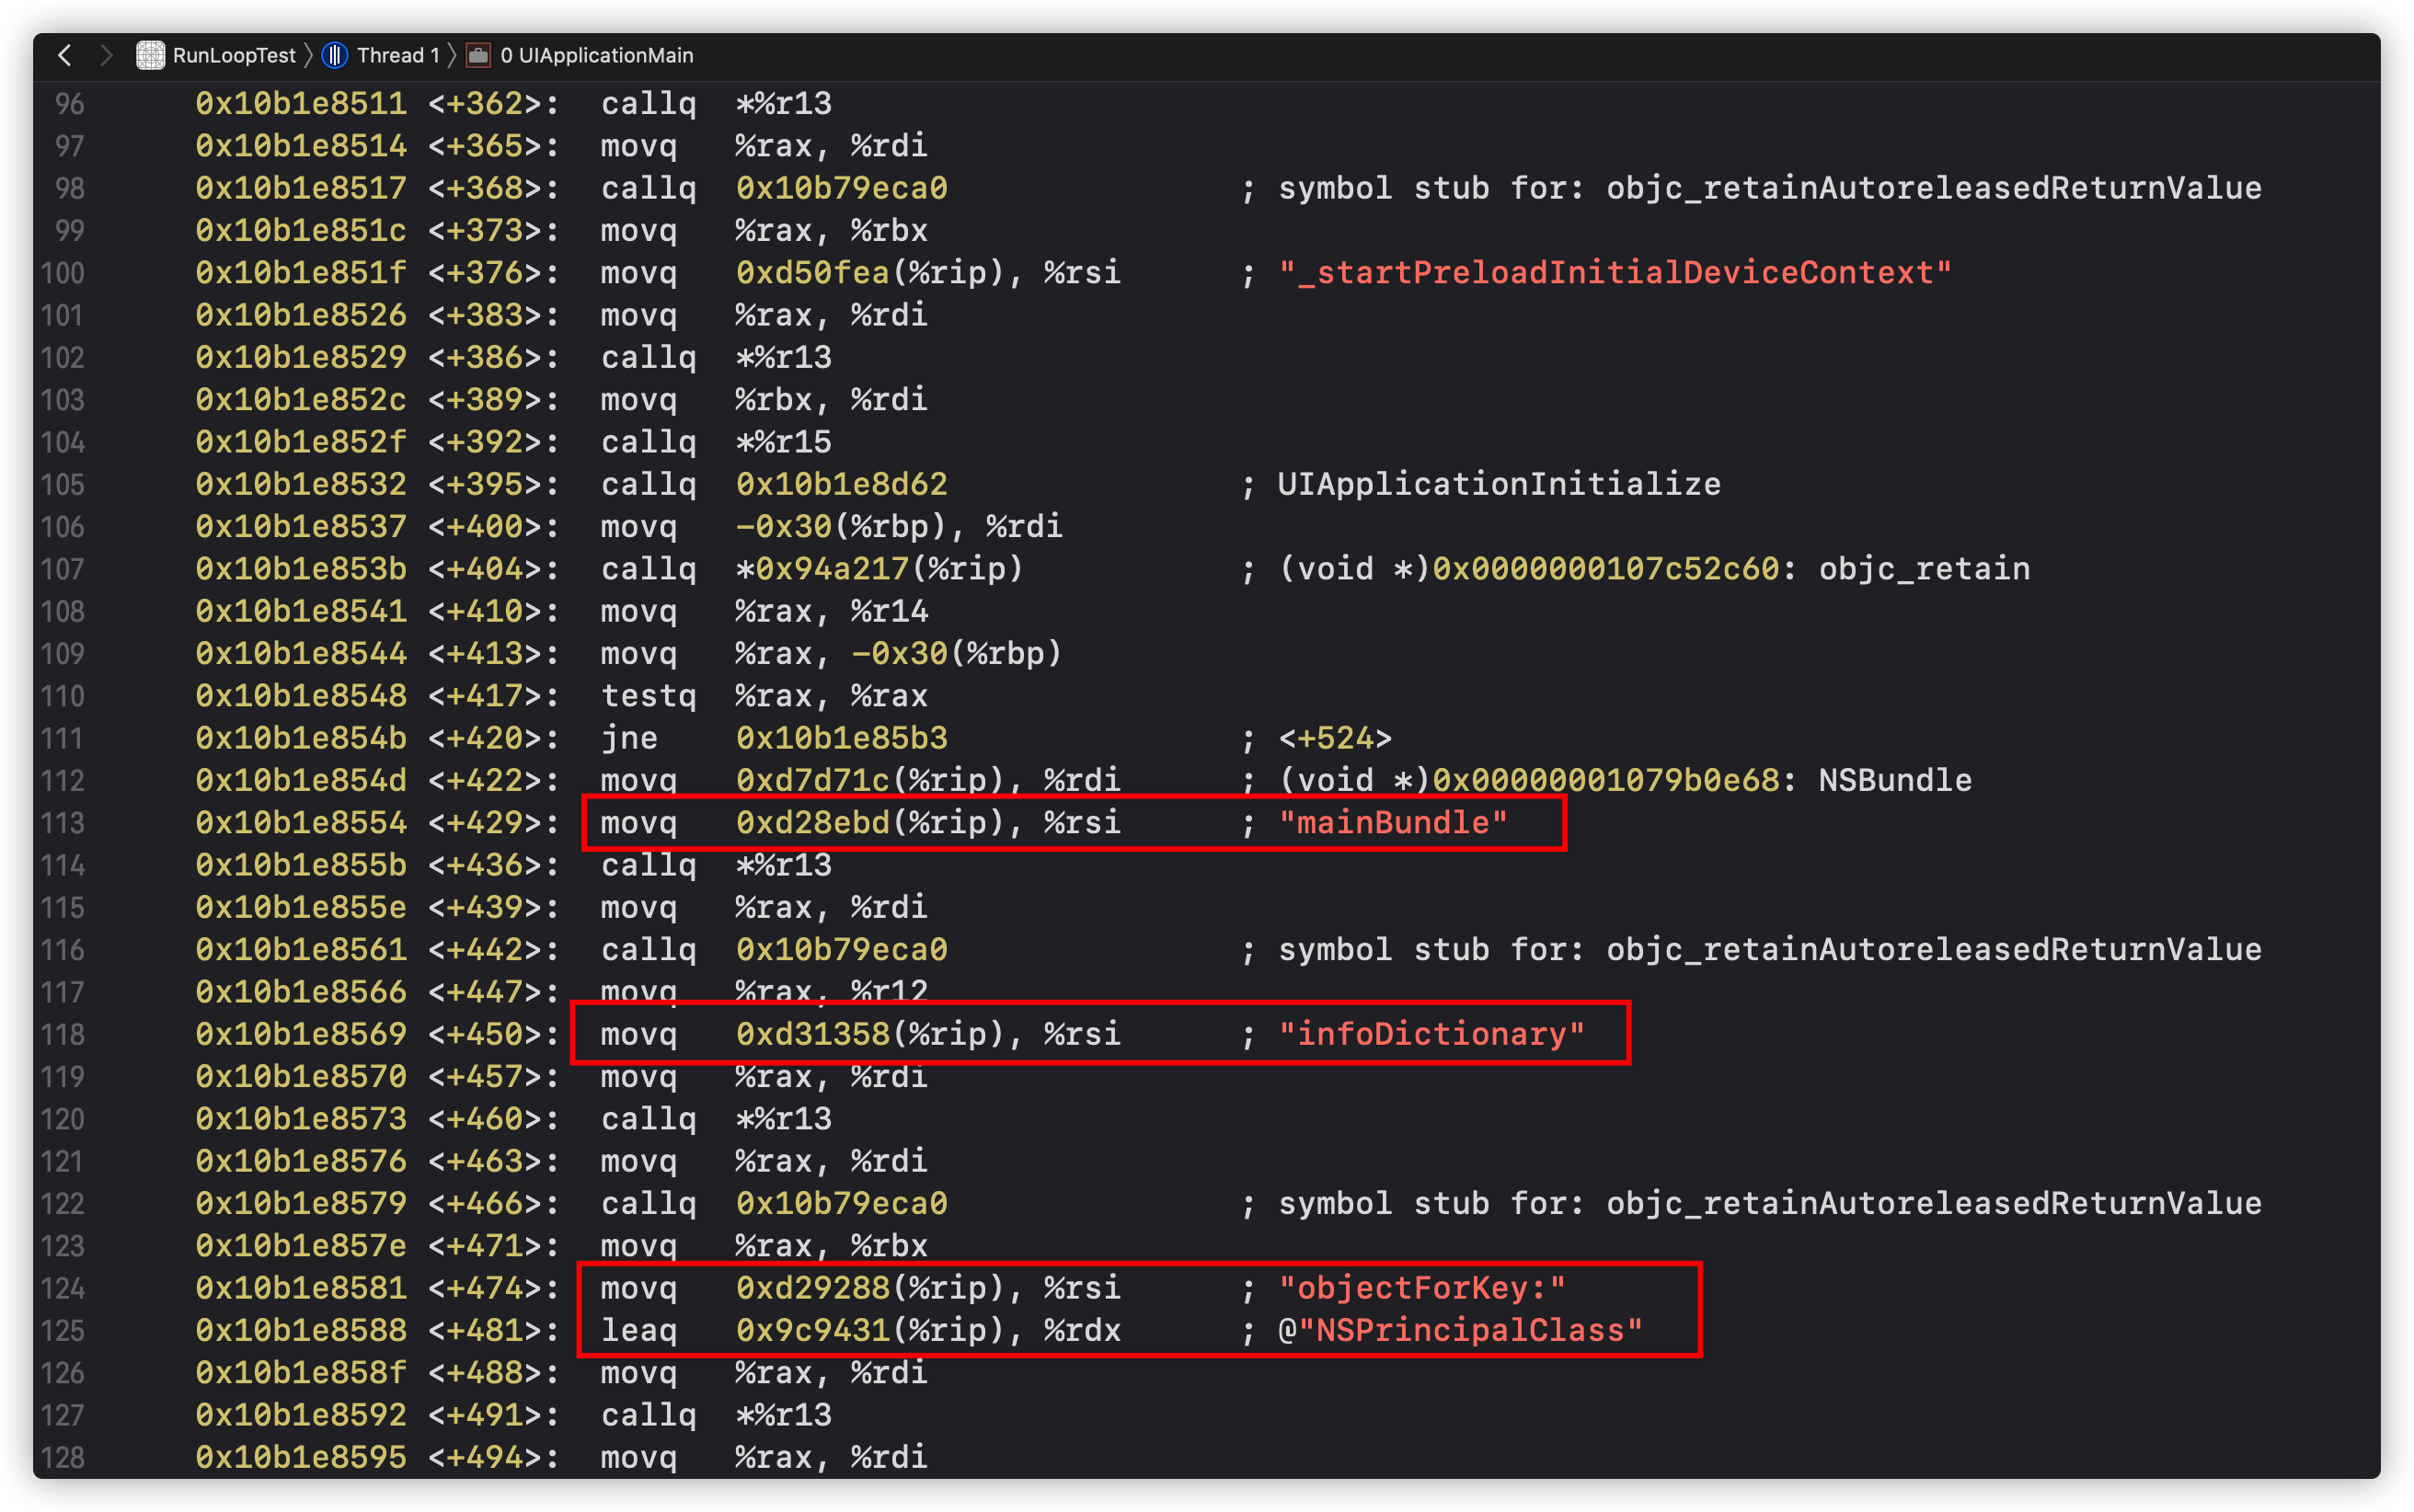 RunLoopTest 〉 Thread 1 〉 0 UIApplicationMain
96 0x10b1e8511 <+362>: callq *%r13
97 0x10b1e8514 <+365>: movq %rax, %rdi
98 0x10b1e8517 <+368>: callq 0x10b79eca0 ; symbol stub for: objc_retainAutoreleasedReturnValue
99 0x10b1e851c <+373>: movq %rax, %rbx
100 0x10b1e851f <+376>: movq 0xd50fea(%rip), %rsi ; "_startPreloadInitialDeviceContext"
101 0x10b1e8526 <+383>: movq %rax, %rdi
102 0x10b1e8529 <+386>: callq *%r13
103 0x10b1e852c <+389>: movq %rbx, %rdi
104 0x10b1e852f <+392>: callq *%r15
105 0x10b1e8532 <+395>: callq 0x10b1e8d62 ; UIApplicationInitialize
106 0x10b1e8537 <+400>: movq -0x30(%rbp), %rdi
107 0x10b1e853b <+404>: callq *0x94a217(%rip) ; (void *)0x0000000107c52c60: objc_retain
108 0x10b1e8541 <+410>: movq %rax, %r14
109 0x10b1e8544 <+413>: movq %rax, -0x30(%rbp)
110 0x10b1e8548 <+417>: testq %rax, %rax
111 0x10b1e854b <+420>: jne 0x10b1e85b3 ; <+524>
112 0x10b1e854d <+422>: movq 0xd7d71c(%rip), %rdi ; (void *)0x00000001079b0e68: NSBundle
113 0x10b1e8554 <+429>: movq 0xd28ebd(%rip), %rsi ; "mainBundle"
114 0x10b1e855b <+436>: callq *%r13
115 0x10b1e855e <+439>: movq %rax, %rdi
116 0x10b1e8561 <+442>: callq 0x10b79eca0 ; symbol stub for: objc_retainAutoreleasedReturnValue
117 0x10b1e8566 <+447>: movq %rax, %r12
118 0x10b1e8569 <+450>: movq 0xd31358(%rip), %rsi ; "infoDictionary"
119 0x10b1e8570 <+457>: movq %rax, %rdi
120 0x10b1e8573 <+460>: callq *%r13
121 0x10b1e8576 <+463>: movq %rax, %rdi
122 0x10b1e8579 <+466>: callq 0x10b79eca0 ; symbol stub for: objc_retainAutoreleasedReturnValue
123 0x10b1e857e <+471>: movq %rax, %rbx
124 0x10b1e8581 <+474>: movq 0xd29288(%rip), %rsi ; "objectForKey:"
125 0x10b1e8588 <+481>: leaq 0x9c9431(%rip), %rdx ; @"NSPrincipalClass"
126 0x10b1e858f <+488>: movq %rax, %rdi
127 0x10b1e8592 <+491>: callq *%r13
128 0x10b1e8595 <+494>: movq %rax, %rdi